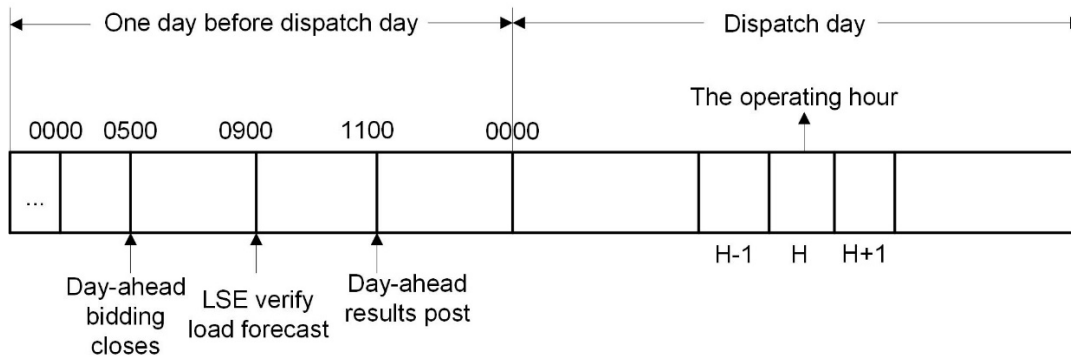 One day before dispatch day
Dispatch day
The operating hour
0000 0500 0900 1100 0000
...
H-1 H H+1
Day-ahead
bidding
closes
LSE verify
load forecast
Day-ahead
results post